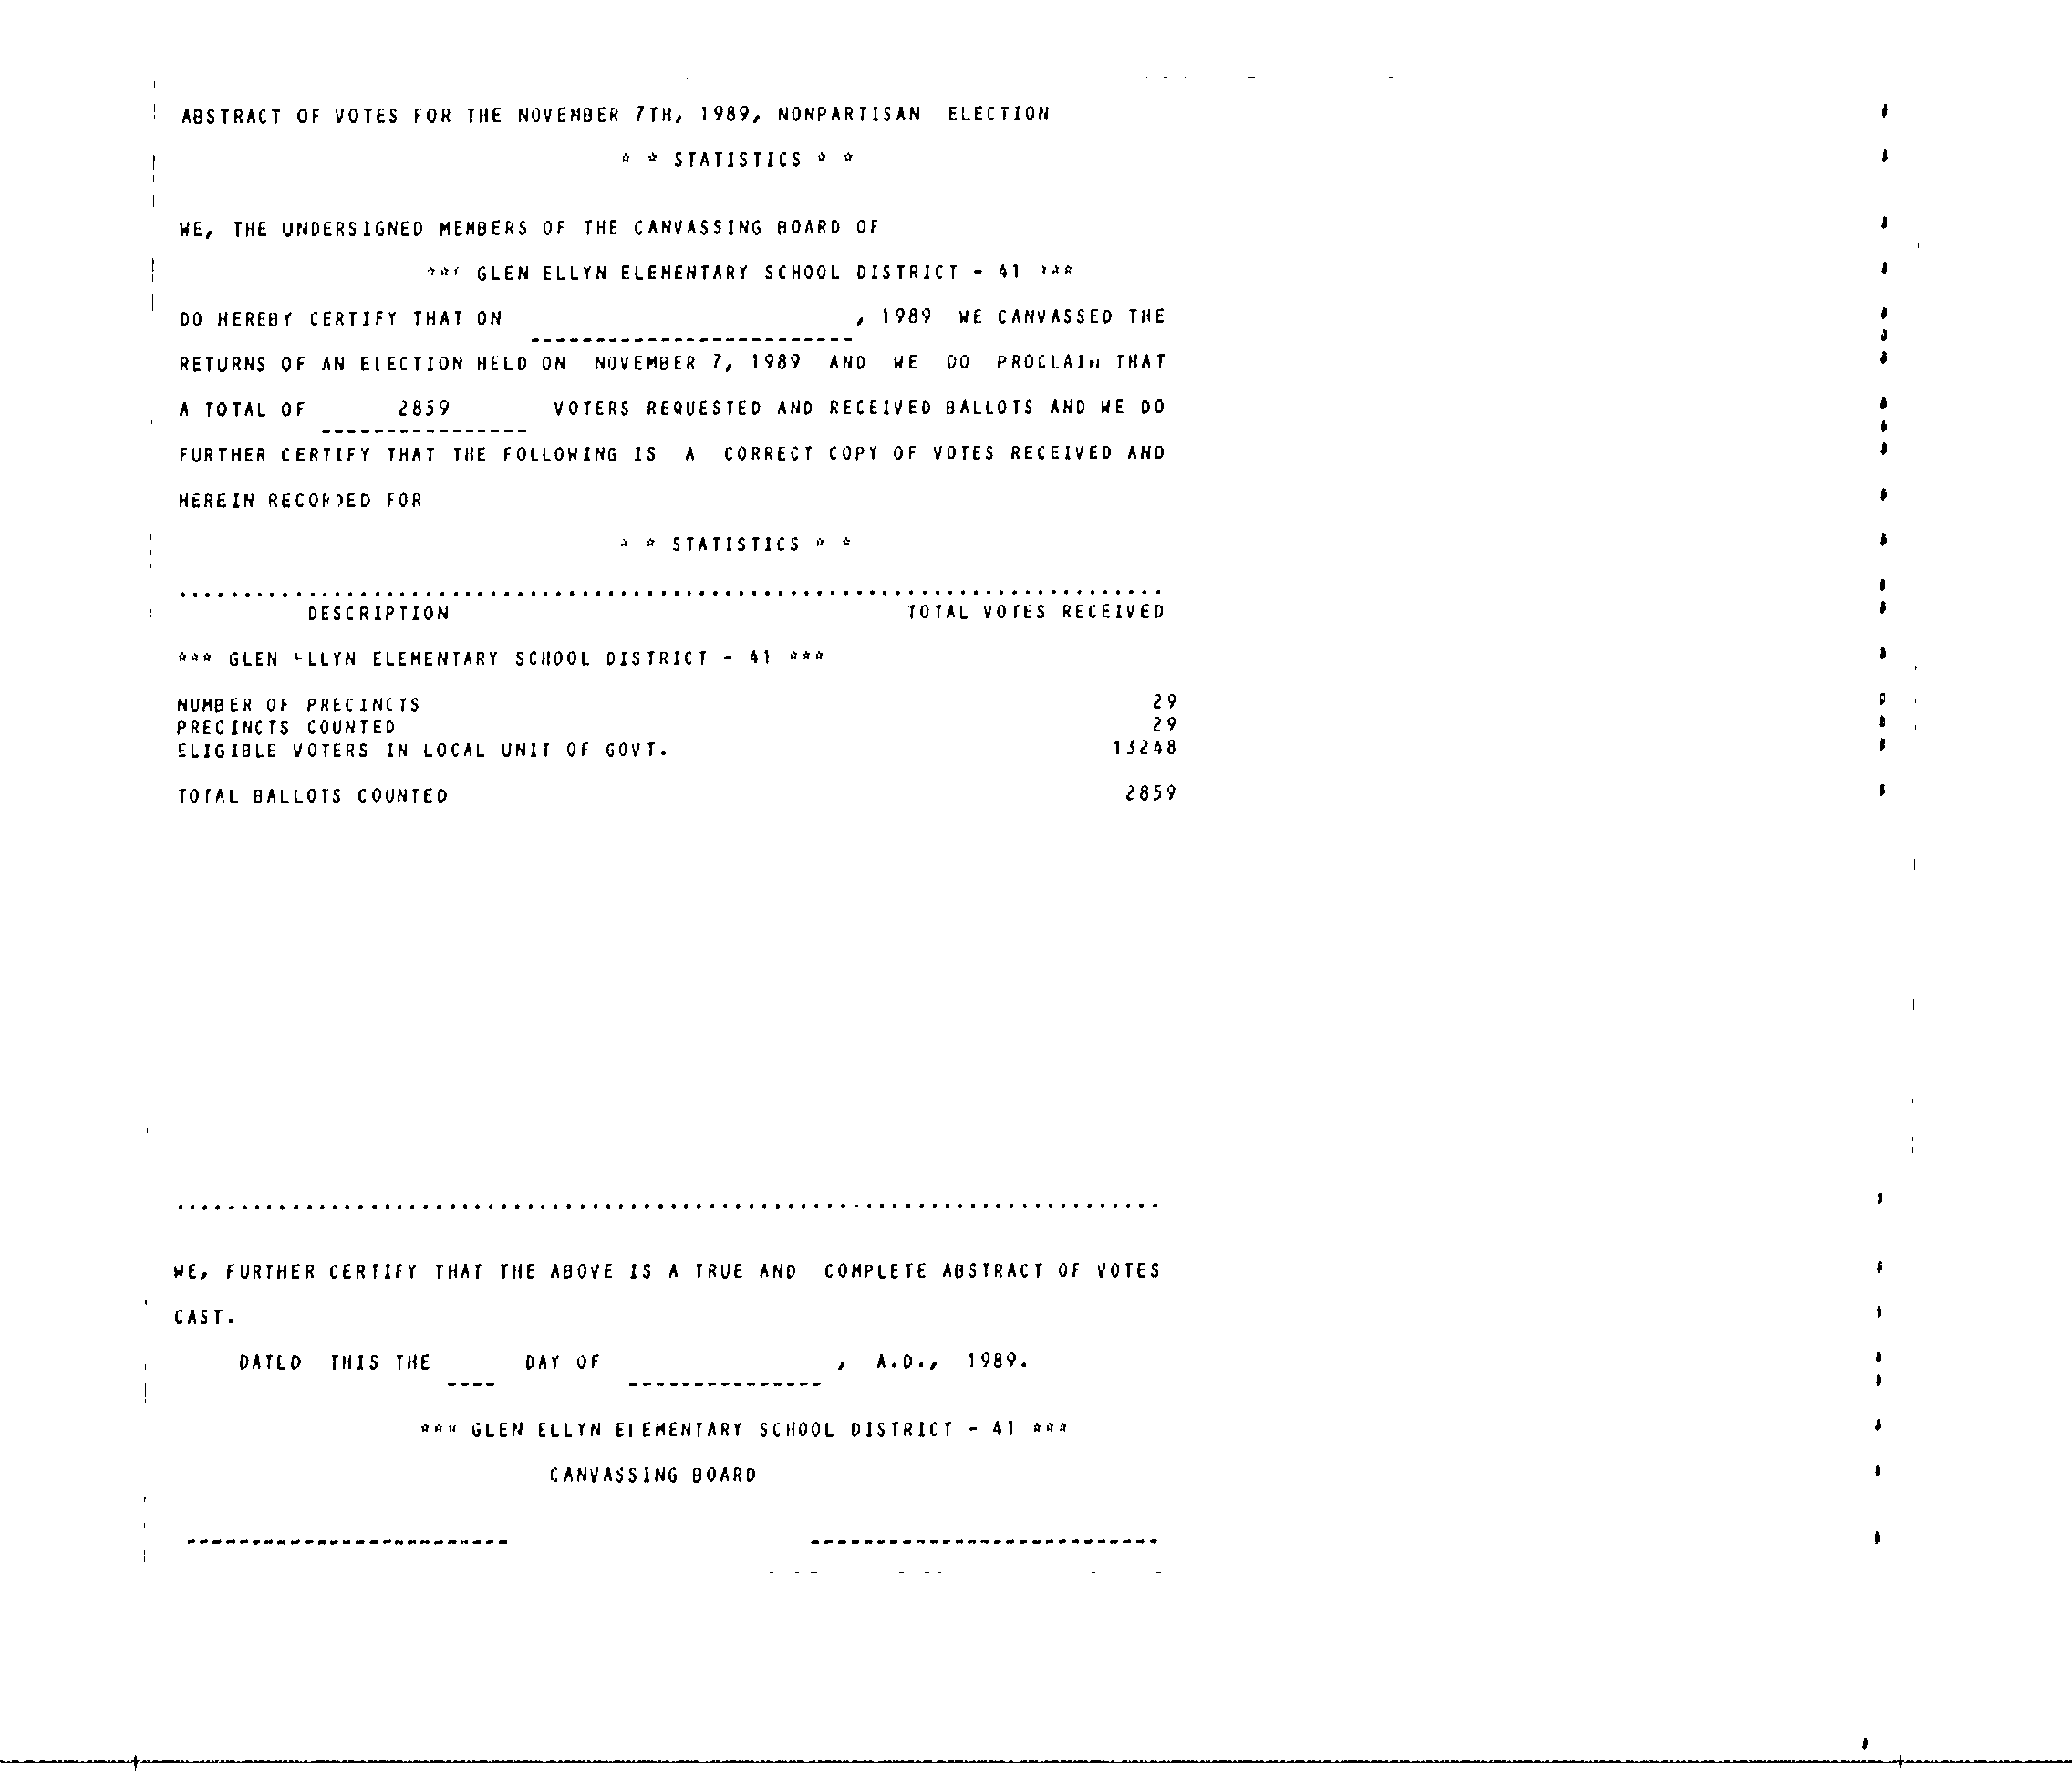 ABSTRACT OF VOTES FOR THE NOVEMBER 7TH, 1989, NONPARTISAN ELECTION
* * STATISTICS * *
WE, THE UNDERSIGNED MEMBERS OF THE CANVASSING BOARD OF
*** GLEN ELLYN ELEMENTARY SCHOOL DISTRICT - 41 ***
DO HEREBY CERTIFY THAT ON _________________________, 1989 WE CANVASSED THE
RETURNS OF AN ELECTION HELD ON NOVEMBER 7, 1989 AND WE DO PROCLAIM THAT
A TOTAL OF 2859 VOTERS REQUESTED AND RECEIVED BALLOTS AND WE DO
FURTHER CERTIFY THAT THE FOLLOWING IS A CORRECT COPY OF VOTES RECEIVED AND
HEREIN RECORDED FOR
* * STATISTICS * *
DESCRIPTION TOTAL VOTES RECEIVED
*** GLEN ELLYN ELEMENTARY SCHOOL DISTRICT - 41 ***
NUMBER OF PRECINCTS 29
PRECINCTS COUNTED 29
ELIGIBLE VOTERS IN LOCAL UNIT OF GOVT. 13248
TOTAL BALLOTS COUNTED 2859
WE, FURTHER CERTIFY THAT THE ABOVE IS A TRUE AND COMPLETE ABSTRACT OF VOTES
CAST.
DATED THIS THE ____ DAY OF _______________, A.D., 1989.
*** GLEN ELLYN ELEMENTARY SCHOOL DISTRICT - 41 ***
CANVASSING BOARD